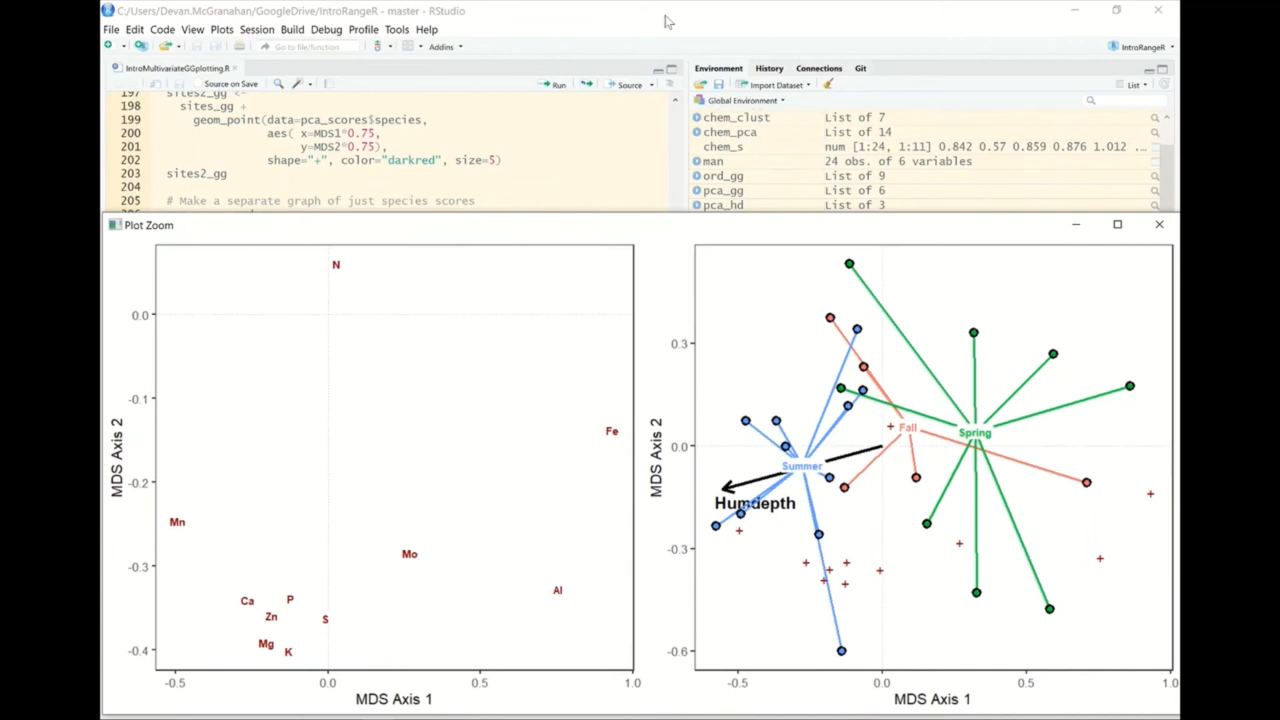 C:/Users/Devan.McGranahan/GoogleDrive/IntroRangeR - master - RStudio
File Edit Code View Plots Session Build Debug Profile Tools Help
Go to file/function Addins IntroRangeR
IntroMultivariateGGplotting.R
Source on Save Run Source
197 sites2_gg <-
198 sites_gg +
199 geom_point(data=pca_scores$species,
200 aes( x=MDS1*0.75,
201 y=MDS2*0.75),
202 shape="+", color="darkred", size=5)
203 sites2_gg
204
205 # Make a separate graph of just species scores
Environment History Connections Git
Import Dataset List
Global Environment
chem_clust List of 7
chem_pca List of 14
chem_s num [1:24, 1:11] 0.842 0.57 0.859 0.876 1.012 ...
man 24 obs. of 6 variables
ord_gg List of 9
pca_gg List of 6
pca_hd List of 3
Plot Zoom
N
0.0
-0.1
Fe
-0.2
Mn
Mo
-0.3
Al
Ca P
Zn S
Mg K
-0.4
-0.5 0.0 0.5 1.0
MDS Axis 1
MDS Axis 2
0.3
Fall Spring
0.0
Summer
Humdepth
-0.3
-0.6
-0.5 0.0 0.5 1.0
MDS Axis 1
MDS Axis 2